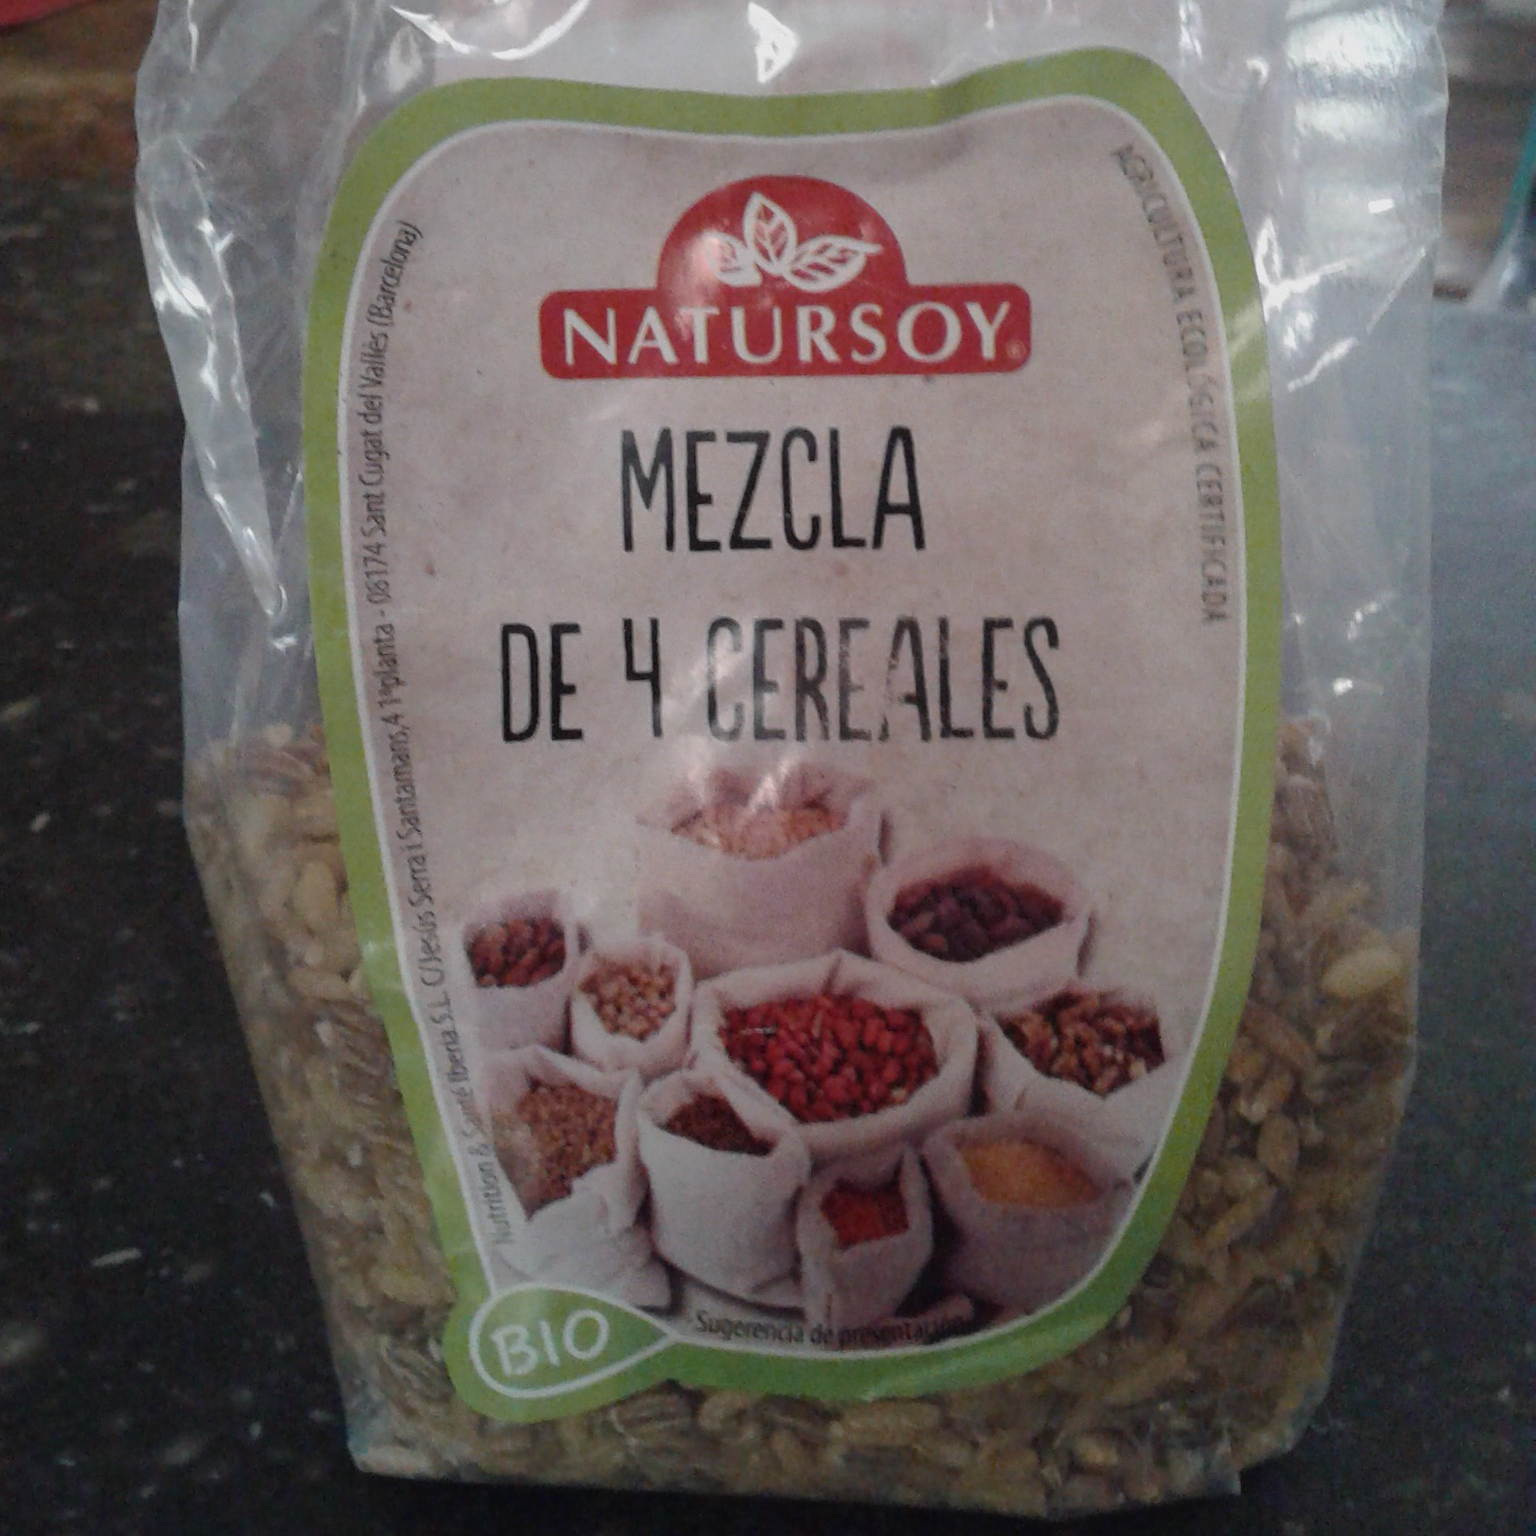 NATURSOY®
MEZCLA
DE 4 CEREALES
AGRICULTURA ECOLÓGICA CERTIFICADA
Nutrition & Santé Iberia S.L. C/Jesús Serra i Santamans,4 1ªplanta - 08174 Sant Cugat del Vallès (Barcelona)
BIO
Sugerencia de presentación